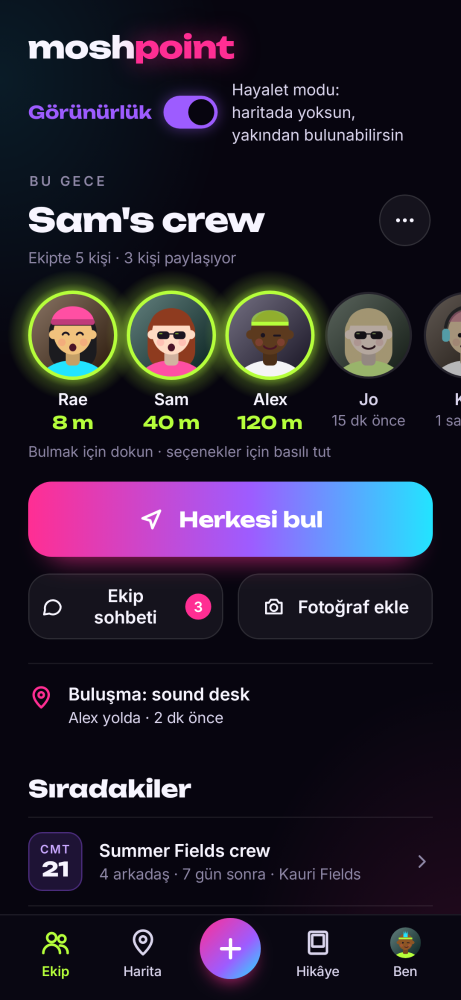 moshpoint
Görünürlük
Hayalet modu:
haritada yoksun,
yakından bulunabilirsin
BU GECE
Sam's crew
Ekipte 5 kişi · 3 kişi paylaşıyor
Rae
Sam
Alex
Jo
8 m
40 m
120 m
15 dk önce
Bulmak için dokun · seçenekler için basılı tut
Herkesi bul
Ekip
sohbeti
3
Fotoğraf ekle
Buluşma: sound desk
Alex yolda · 2 dk önce
Sıradakiler
CMT
21
Summer Fields crew
4 arkadaş · 7 gün sonra · Kauri Fields
Ekip
Harita
Hikâye
Ben